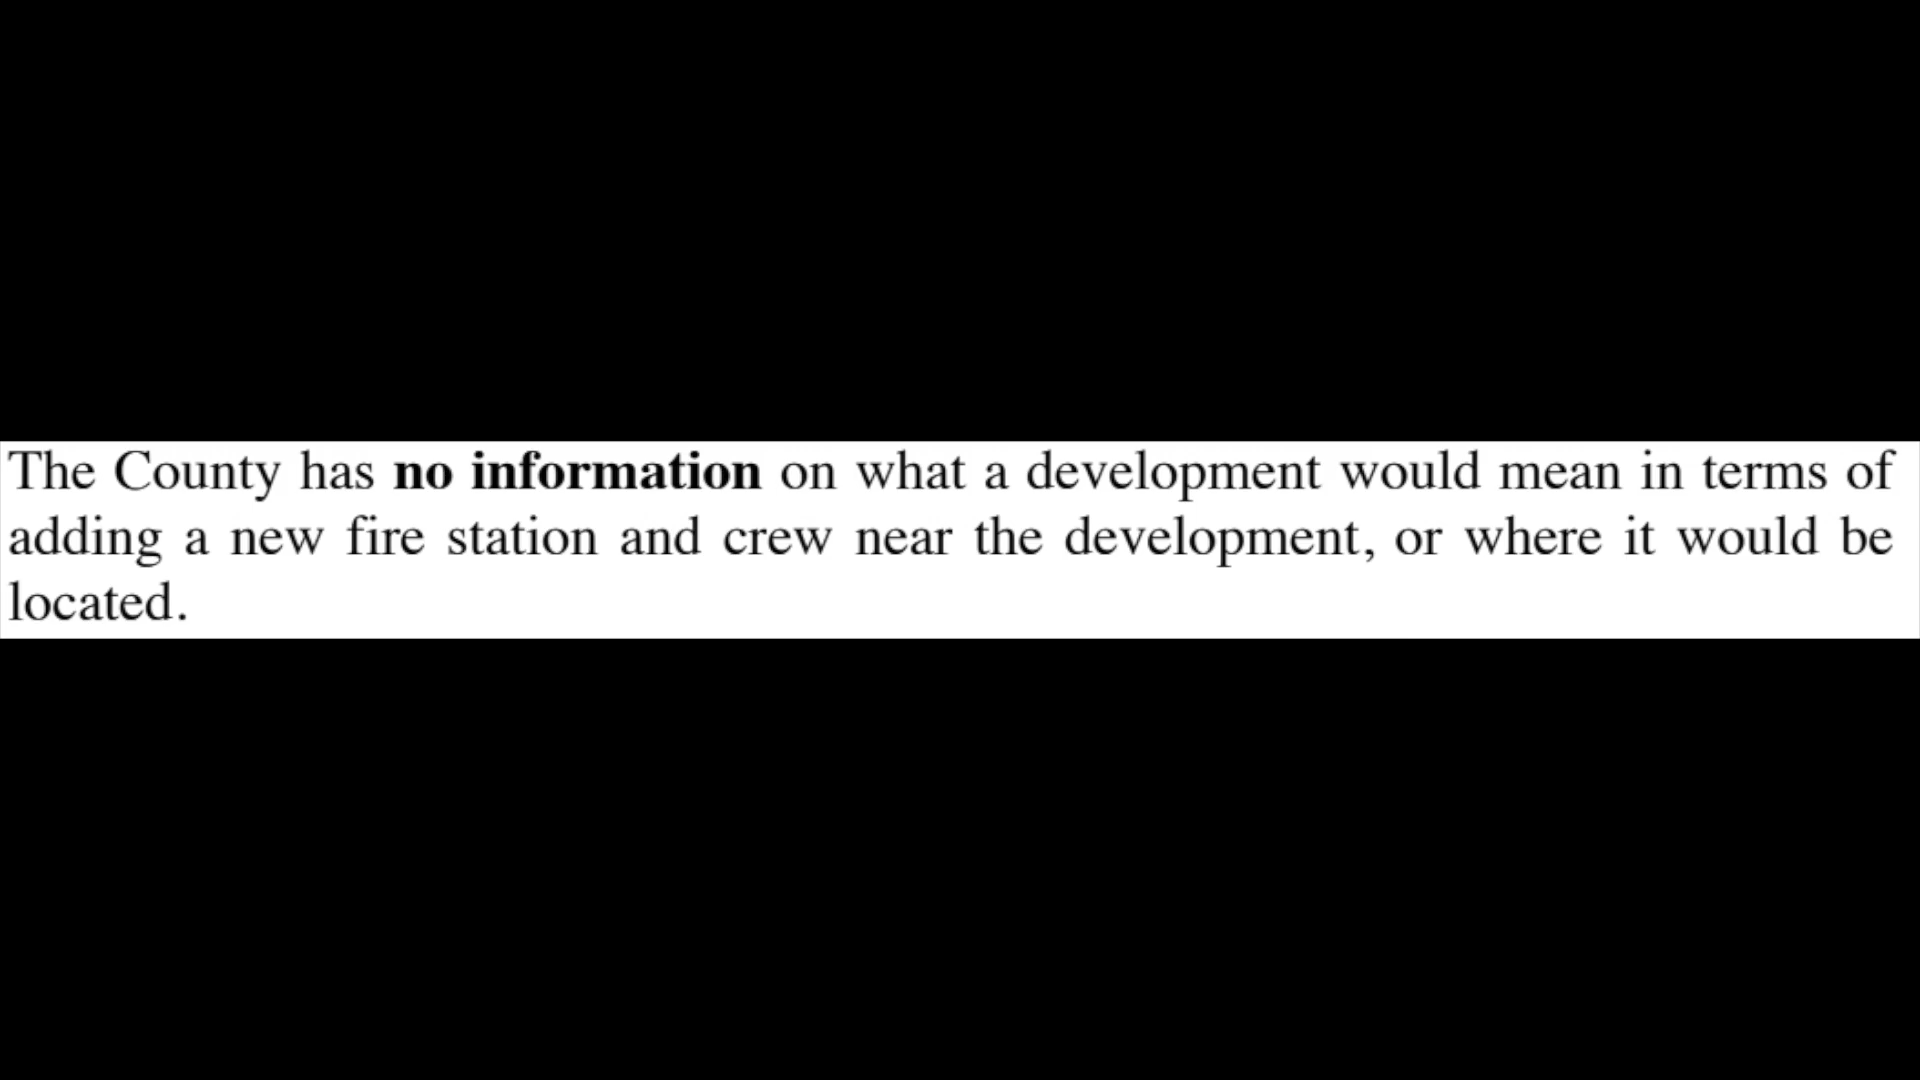 The County has no information on what a development would mean in terms of
adding a new fire station and crew near the development, or where it would be
located.